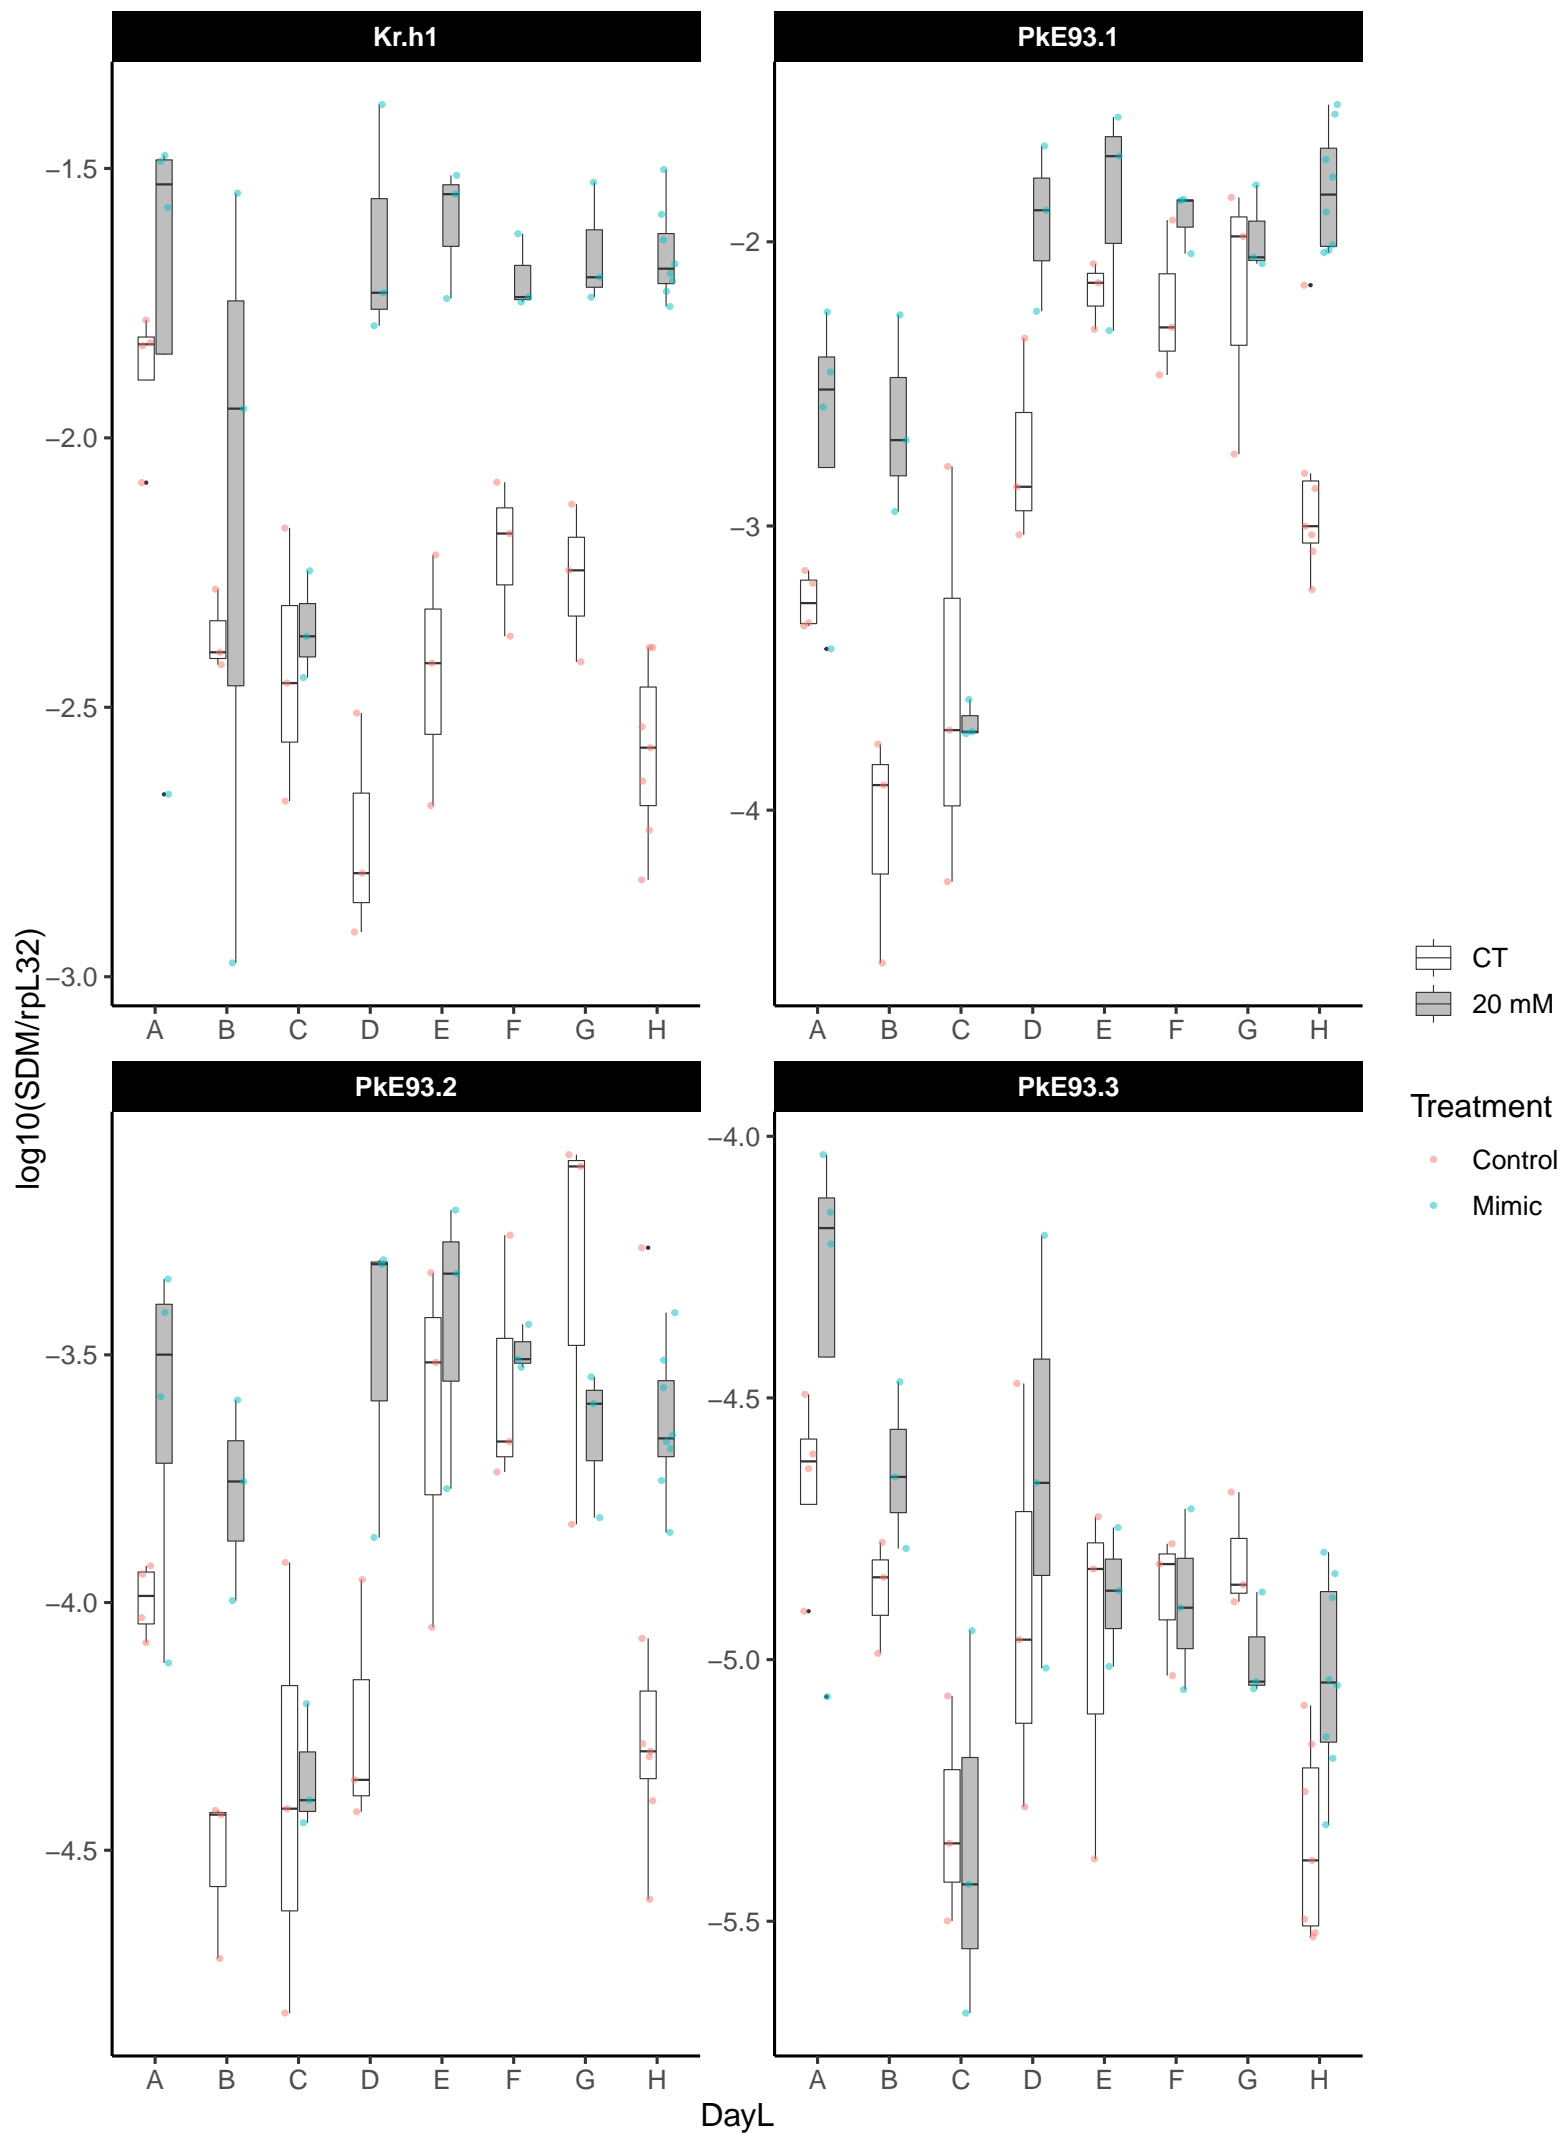 Kr.h1
PkE93.1
−1.5
−2.0
−2.5
−3.0
−2
−3
−4
A B C D E F G H
A B C D E F G H
PkE93.2
PkE93.3
−3.5
−4.0
−4.5
−4.0
−4.5
−5.0
−5.5
A B C D E F G H
A B C D E F G H
DayL
log10(SDM/rpL32)
CT
20 mM
Treatment
Control
Mimic